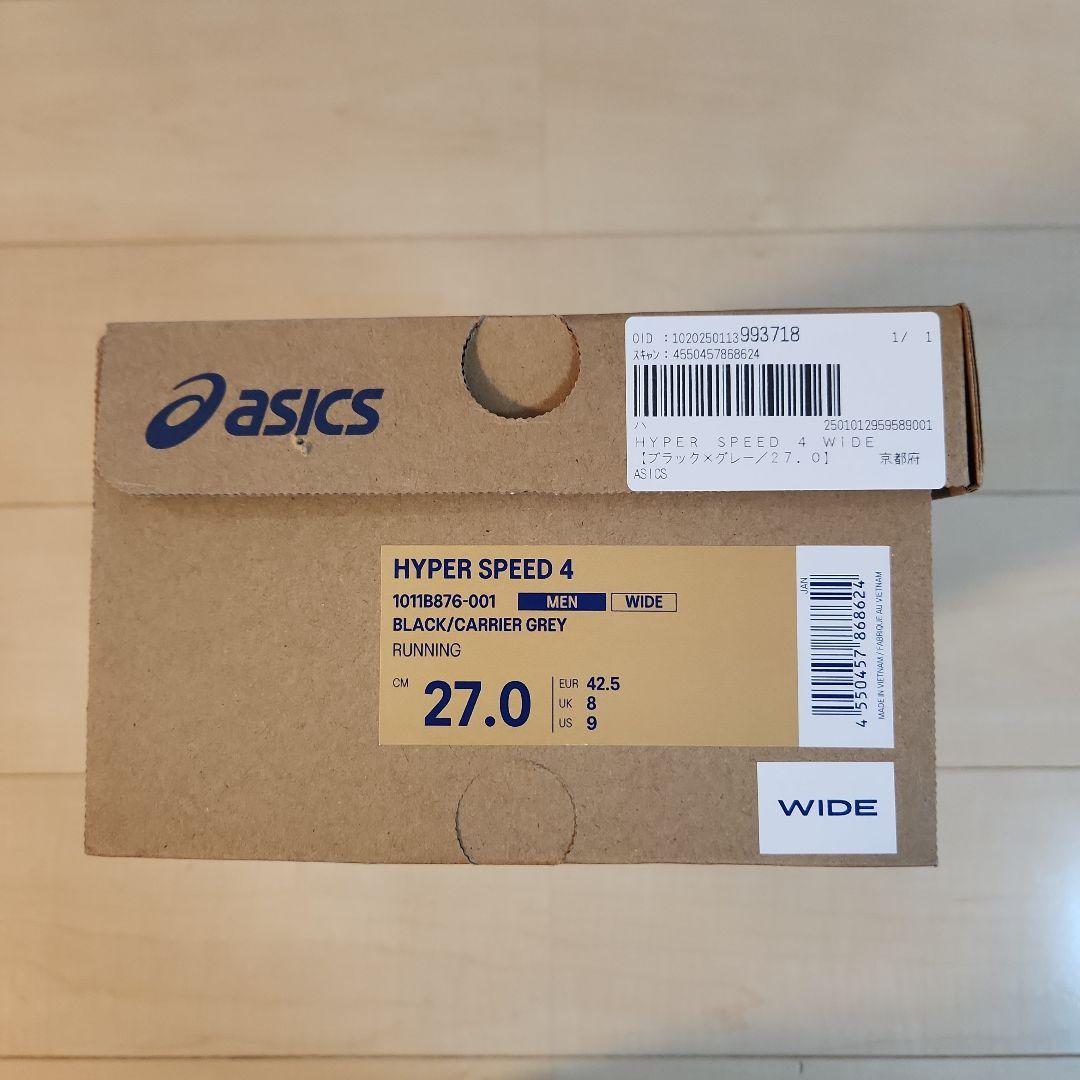 asics
OID :1020250113993718 1/ 1
ｽｷｬﾝ:4550457868624
ハ 2501012959589001
HYPER SPEED 4 WIDE
【ブラック×グレー/27.0】 京都府
ASICS
HYPER SPEED 4
1011B876-001 MEN WIDE
BLACK/CARRIER GREY
RUNNING
CM 27.0
EUR 42.5
UK 8
US 9
JAN
4 550457 868624
MADE IN VIETNAM / FABRIQUE AU VIETNAM
WIDE